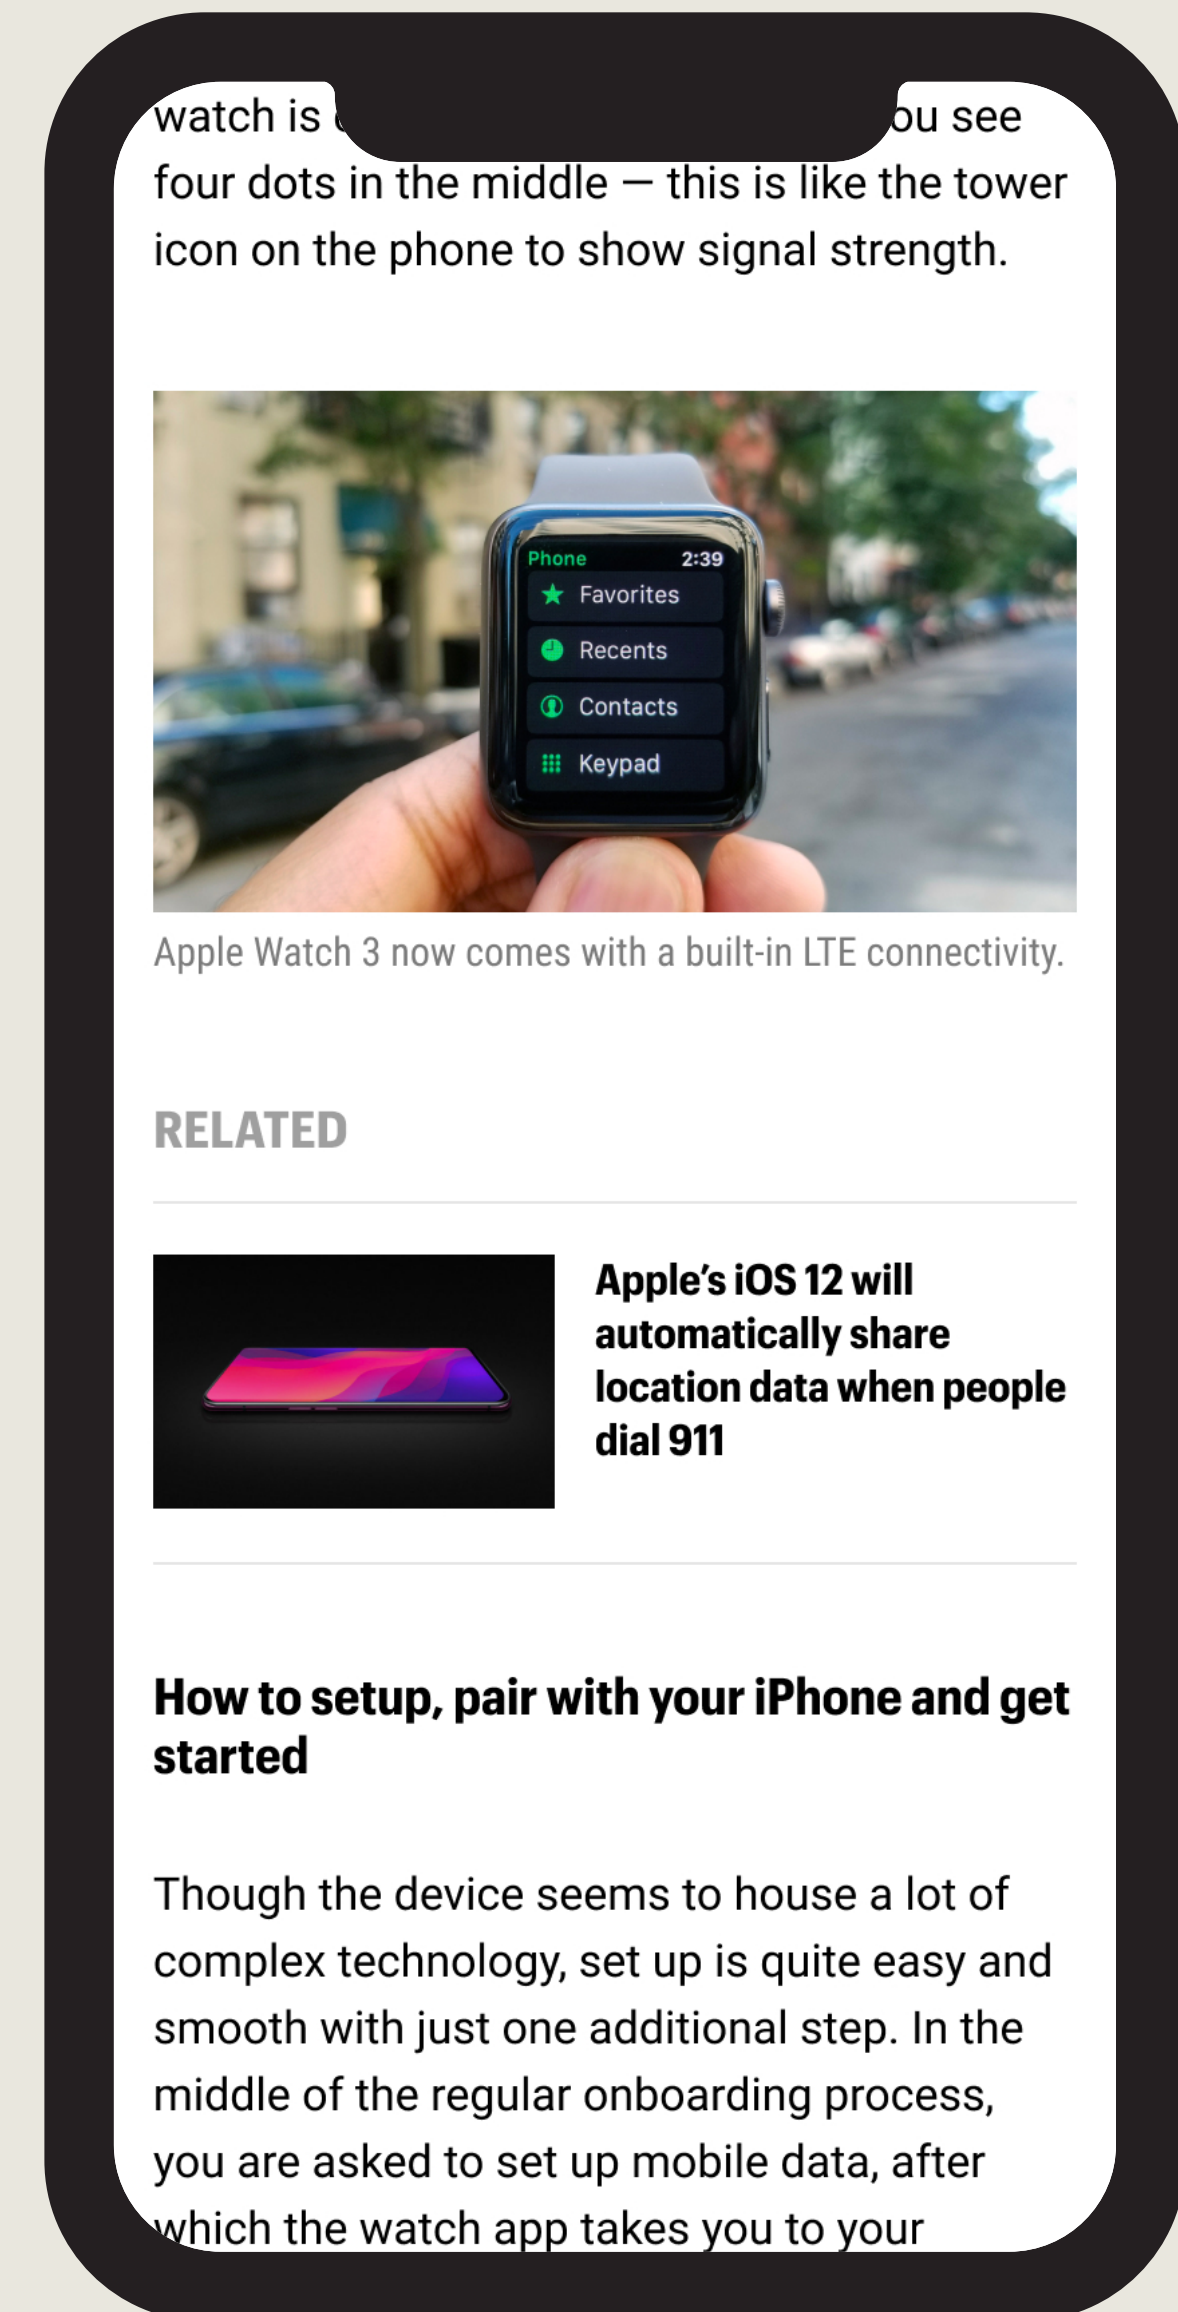 watch is
ou see
four dots in the middle — this is like the tower
icon on the phone to show signal strength.
Phone 2:39
Favorites
Recents
Contacts
Keypad
Apple Watch 3 now comes with a built-in LTE connectivity.
RELATED
Apple's iOS 12 will
automatically share
location data when people
dial 911
How to setup, pair with your iPhone and get
started
Though the device seems to house a lot of
complex technology, set up is quite easy and
smooth with just one additional step. In the
middle of the regular onboarding process,
you are asked to set up mobile data, after
which the watch app takes you to your